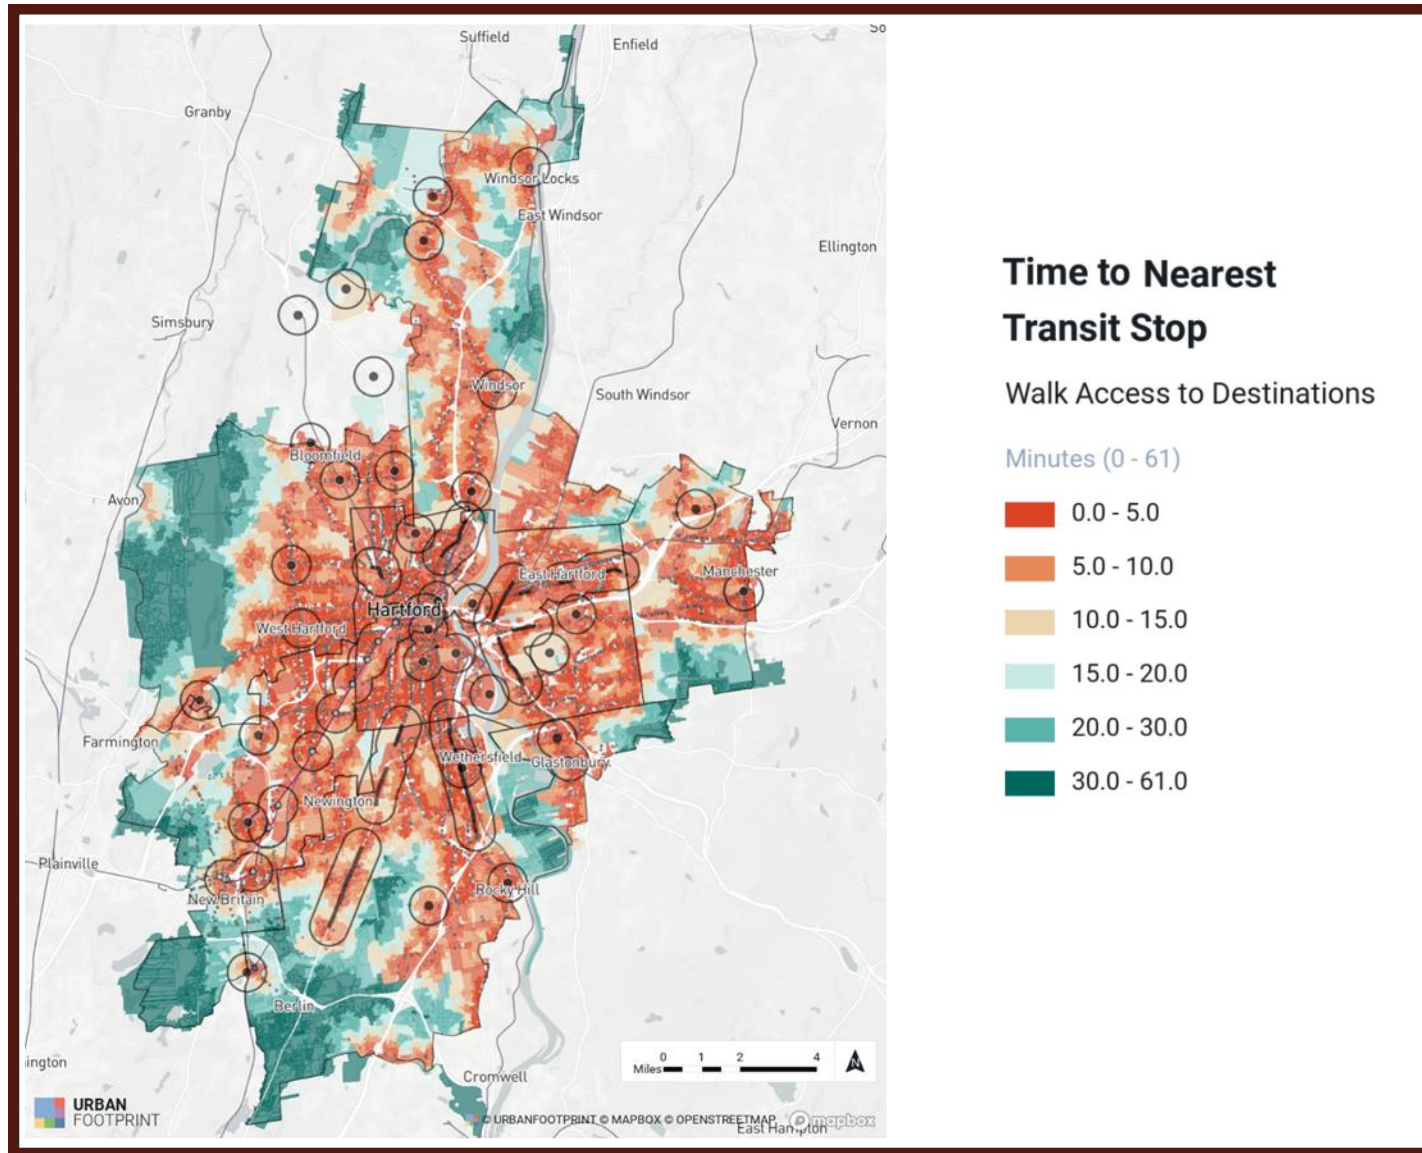 So
Suffield
Enfield
Granby
Windsor Locks
East Windsor
Ellington
Simsbury
Windsor
South Windsor
Vernon
Bloomfield
Avon
East Hartford
Manchester
Hartford
West Hartford
Farmington
Wethersfield
Glastonbury
Newington
Plainville
New Britain
Rocky Hill
Berlin
ington
Cromwell
East Hampton
0 1 2 4
Miles
N
URBAN
FOOTPRINT
© URBANFOOTPRINT © MAPBOX © OPENSTREETMAP
mapbox
Time to Nearest
Transit Stop
Walk Access to Destinations
Minutes (0 - 61)
0.0 - 5.0
5.0 - 10.0
10.0 - 15.0
15.0 - 20.0
20.0 - 30.0
30.0 - 61.0